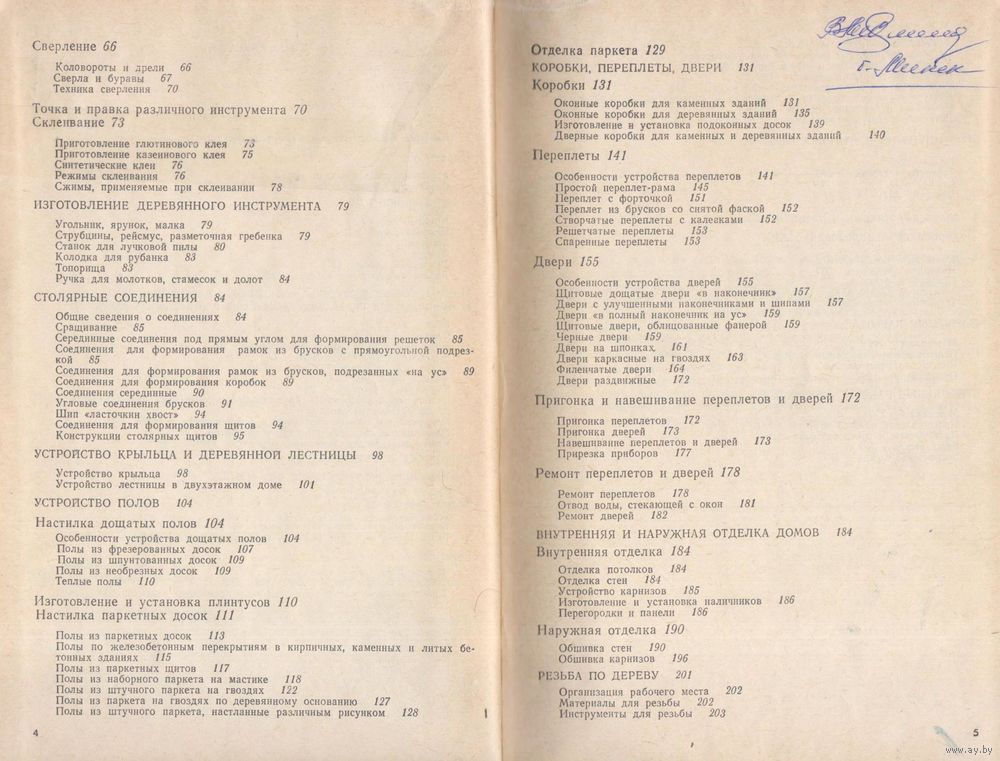 Сверление 66
Коловороты и дрели 66
Сверла и буравы 67
Техника сверления 70
Точка и правка различного инструмента 70
Склеивание 73
Приготовление глютинового клея 73
Приготовление казеинового клея 75
Синтетические клеи 76
Режимы склеивания 76
Сжимы, применяемые при склеивании 78
ИЗГОТОВЛЕНИЕ ДЕРЕВЯННОГО ИНСТРУМЕНТА 79
Угольник, ярунок, малка 79
Струбцины, рейсмус, разметочная гребенка 79
Станок для лучковой пилы 80
Колодка для рубанка 83
Топорища 83
Ручка для молотков, стамесок и долот 84
СТОЛЯРНЫЕ СОЕДИНЕНИЯ 84
Общие сведения о соединениях 84
Сращивание 85
Серединные соединения под прямым углом для формирования решеток 85
Соединения для формирования рамок из брусков с прямоугольной подрез-
кой 85
Соединения для формирования рамок из брусков, подрезанных «на ус» 89
Соединения для формирования коробок 89
Соединения серединные 90
Угловые соединения брусков 91
Шип «ласточкин хвост» 94
Соединения для формирования щитов 94
Конструкции столярных щитов 95
УСТРОЙСТВО КРЫЛЬЦА И ДЕРЕВЯННОЙ ЛЕСТНИЦЫ 98
Устройство крыльца 98
Устройство лестницы в двухэтажном доме 101
УСТРОЙСТВО ПОЛОВ 104
Настилка дощатых полов 104
Особенности устройства дощатых полов 104
Полы из фрезерованных досок 107
Полы из шпунтованных досок 109
Полы из необрезных досок 109
Теплые полы 110
Изготовление и установка плинтусов 110
Настилка паркетных досок 111
Полы из паркетных досок 113
Полы по железобетонным перекрытиям в кирпичных, каменных и литых бе-
тонных зданиях 115
Полы из паркетных щитов 117
Полы из наборного паркета на мастике 118
Полы из штучного паркета на гвоздях 122
Полы из паркета на гвоздях по деревянному основанию 127
Полы из штучного паркета, настланные различным рисунком 128
4
г. Минск
Отделка паркета 129
КОРОБКИ, ПЕРЕПЛЕТЫ, ДВЕРИ 131
Коробки 131
Оконные коробки для каменных зданий 131
Оконные коробки для деревянных зданий 135
Изготовление и установка подоконных досок 139
Дверные коробки для каменных и деревянных зданий 140
Переплеты 141
Особенности устройства переплетов 141
Простой переплет-рама 145
Переплет с форточкой 151
Переплет из брусков со снятой фаской 152
Створчатые переплеты с калевками 152
Решетчатые переплеты 153
Спаренные переплеты 153
Двери 155
Особенности устройства дверей 155
Щитовые дощатые двери «в наконечник» 157
Двери с улучшенными наконечниками и шипами 157
Двери «в полный наконечник на ус» 159
Щитовые двери, облицованные фанерой 159
Черные двери 159
Двери на шпонках 161
Двери каркасные на гвоздях 163
Филенчатые двери 164
Двери раздвижные 172
Пригонка и навешивание переплетов и дверей 172
Пригонка переплетов 172
Пригонка дверей 173
Навешивание переплетов и дверей 173
Прирезка приборов 177
Ремонт переплетов и дверей 178
Ремонт переплетов 178
Отвод воды, стекающей с окон 181
Ремонт дверей 182
ВНУТРЕННЯЯ И НАРУЖНАЯ ОТДЕЛКА ДОМОВ 184
Внутренняя отделка 184
Отделка потолков 184
Отделка стен 184
Устройство карнизов 185
Изготовление и установка наличников 186
Перегородки и панели 186
Наружная отделка 190
Обшивка стен 190
Обшивка карнизов 196
РЕЗЬБА ПО ДЕРЕВУ 201
Организация рабочего места 202
Материалы для резьбы 202
Инструменты для резьбы 203
5
www.ay.by